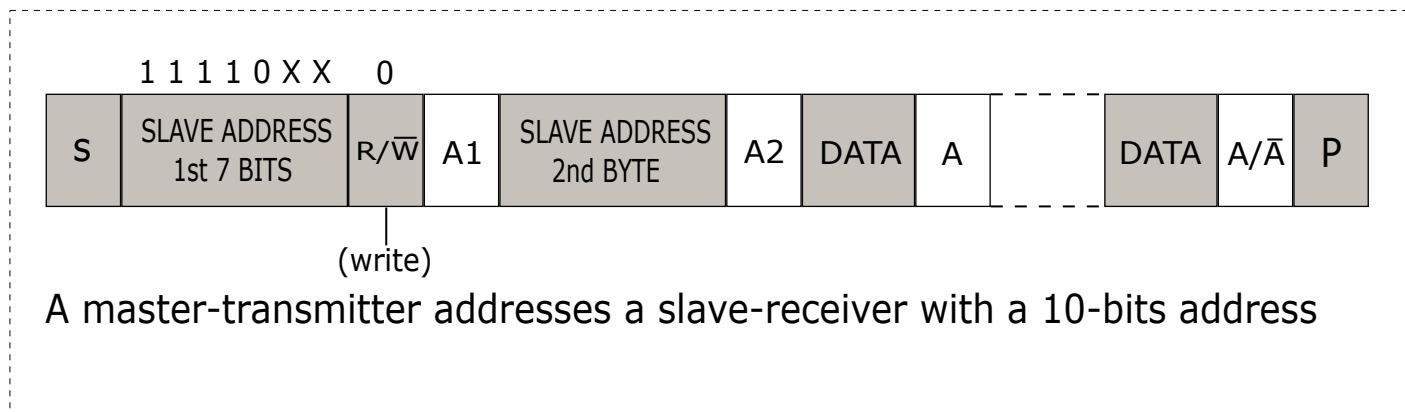 1 1 1 1 0 X X 0
S SLAVE ADDRESS 1st 7 BITS R/W̅ A1 SLAVE ADDRESS 2nd BYTE A2 DATA A DATA A/A̅ P
(write)
A master-transmitter addresses a slave-receiver with a 10-bits address